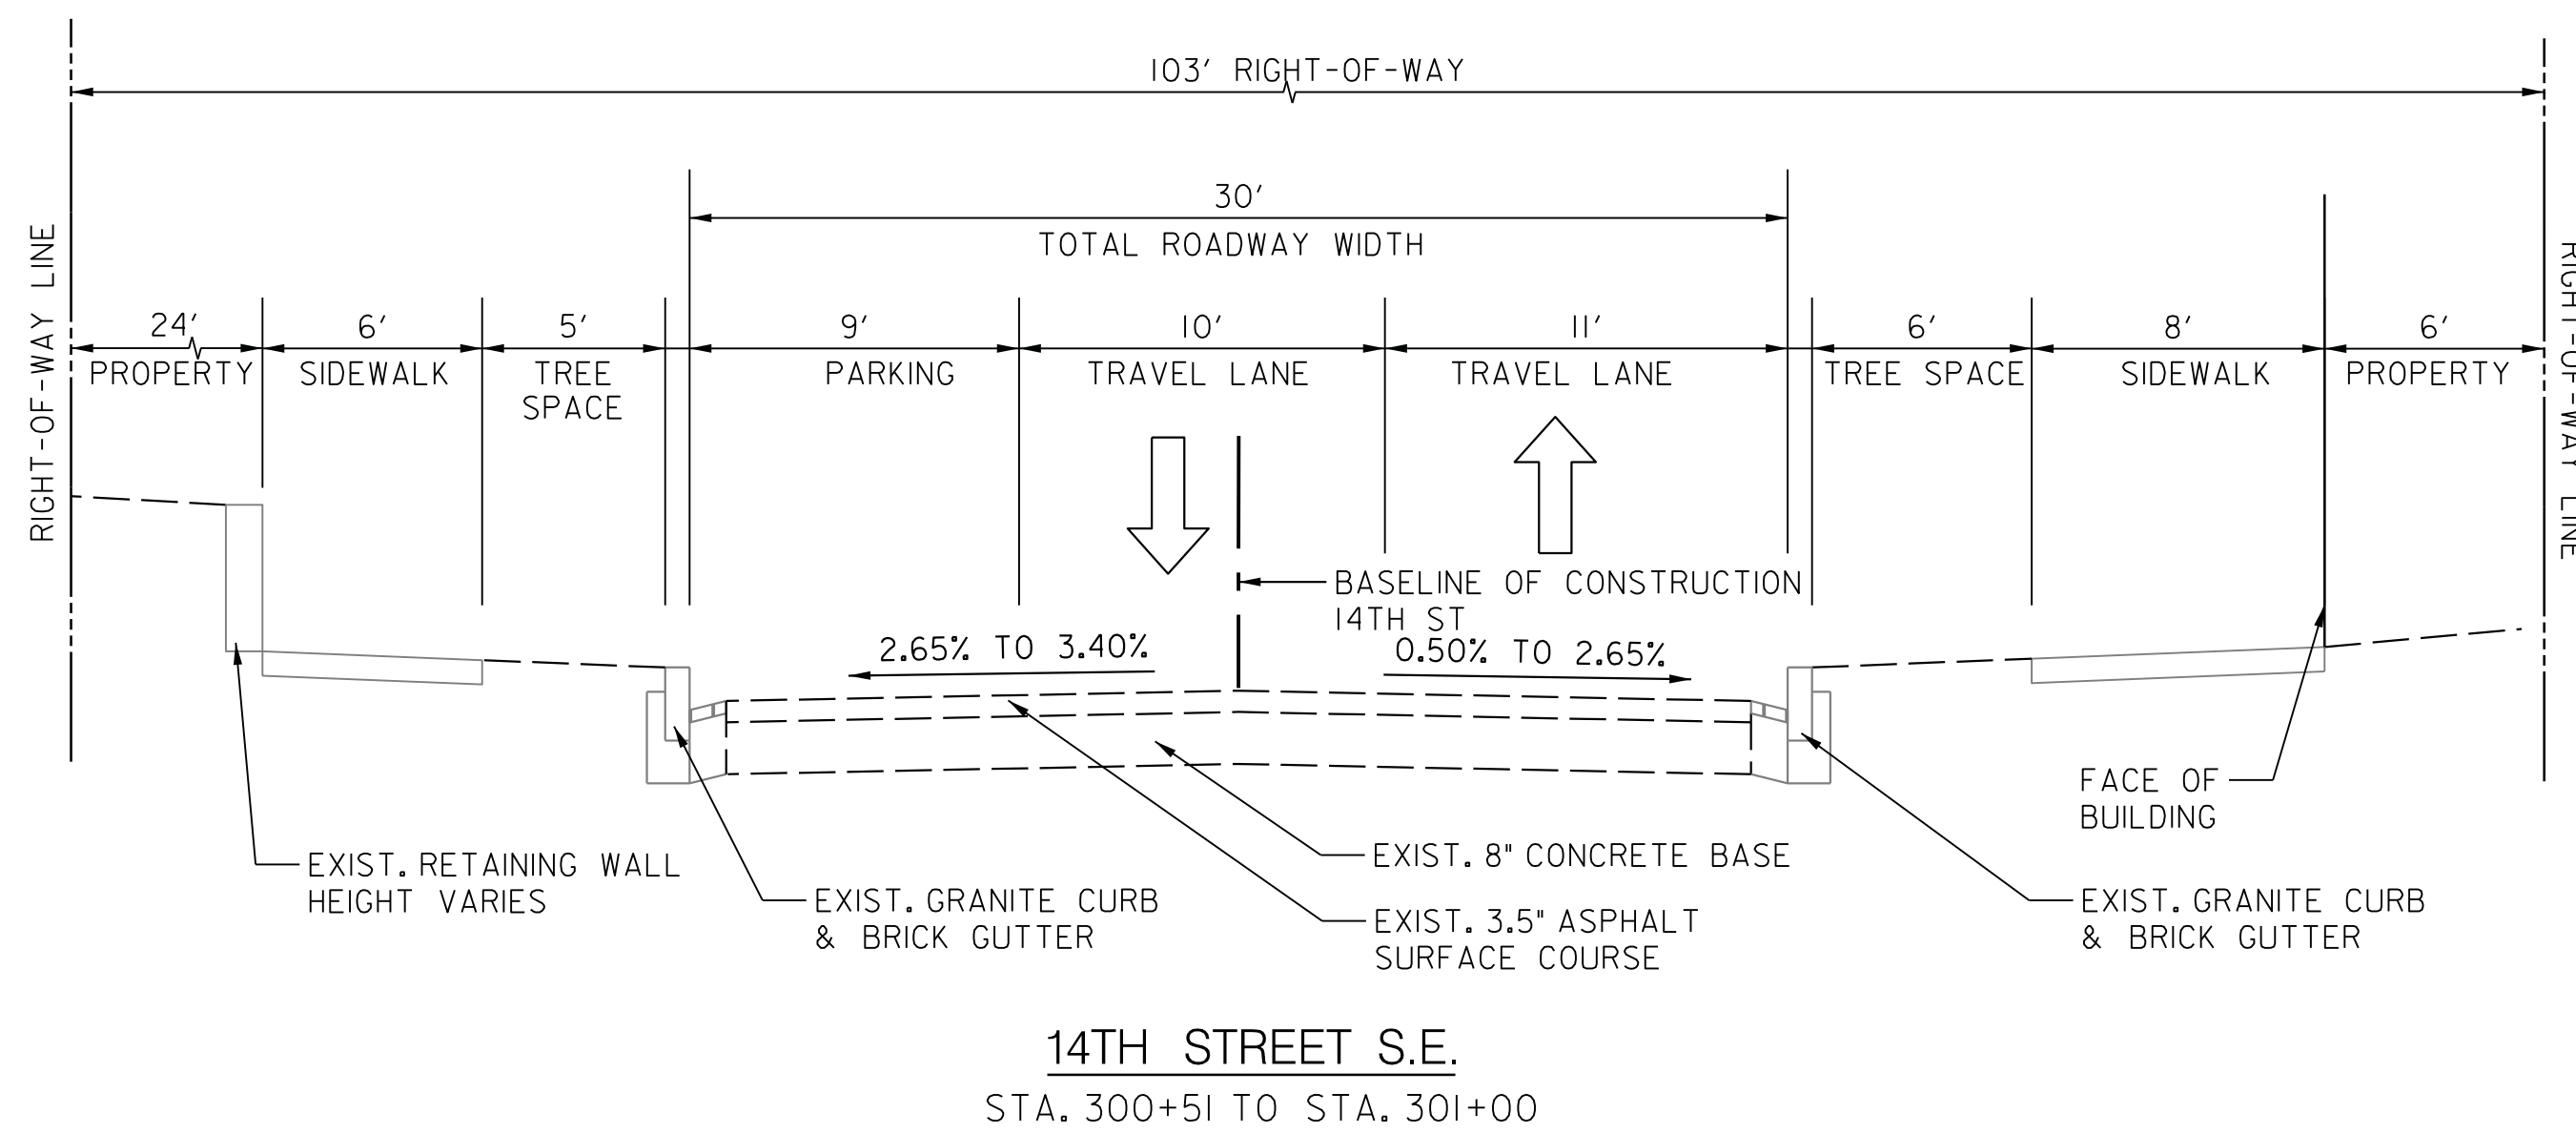 103' RIGHT-OF-WAY
30'
TOTAL ROADWAY WIDTH
RIGHT-OF-WAY LINE
24'
PROPERTY
6'
SIDEWALK
5'
TREE
SPACE
9'
PARKING
10'
TRAVEL LANE
11'
TRAVEL LANE
6'
TREE SPACE
8'
SIDEWALK
6'
PROPERTY
RIGHT-OF-WAY LINE
BASELINE OF CONSTRUCTION
14TH ST
2.65% TO 3.40%
0.50% TO 2.65%
FACE OF
BUILDING
EXIST. RETAINING WALL
HEIGHT VARIES
EXIST. GRANITE CURB
& BRICK GUTTER
EXIST. 8" CONCRETE BASE
EXIST. 3.5" ASPHALT
SURFACE COURSE
EXIST. GRANITE CURB
& BRICK GUTTER
14TH STREET S.E.
STA. 300+51 TO STA. 301+00